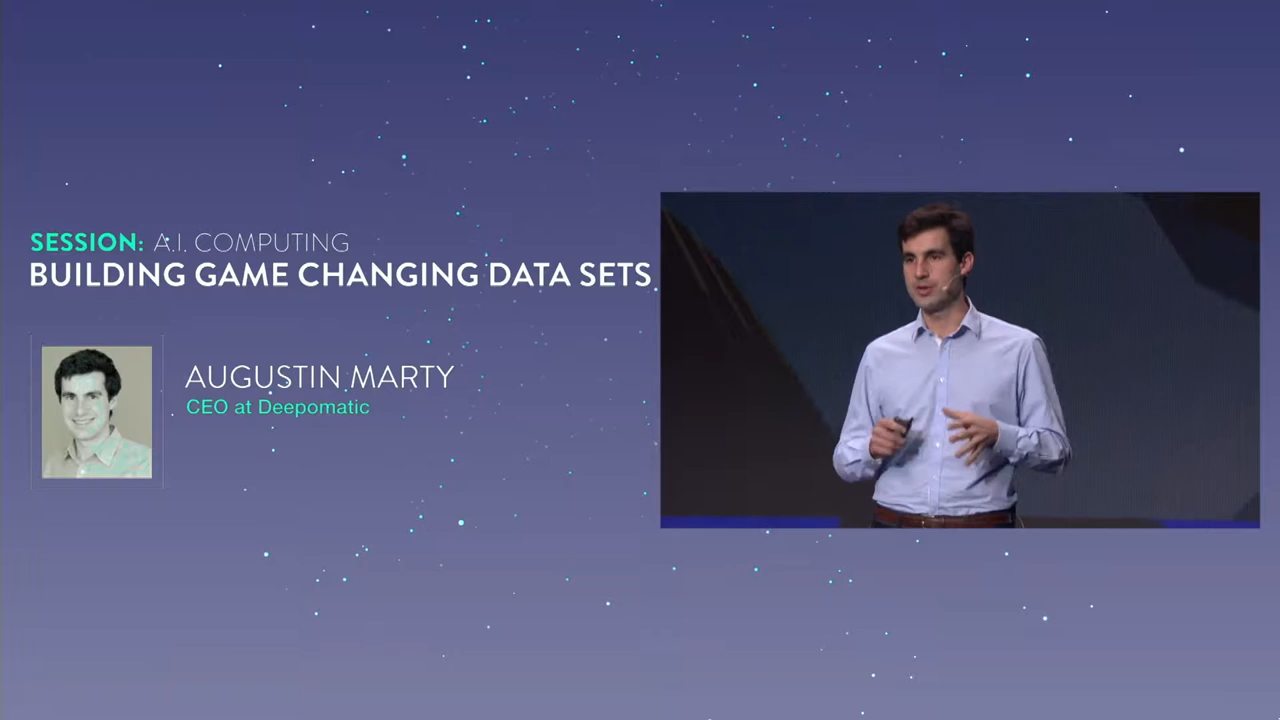 SESSION: A.I. COMPUTING
BUILDING GAME CHANGING DATA SETS
AUGUSTIN MARTY
CEO at Deepomatic